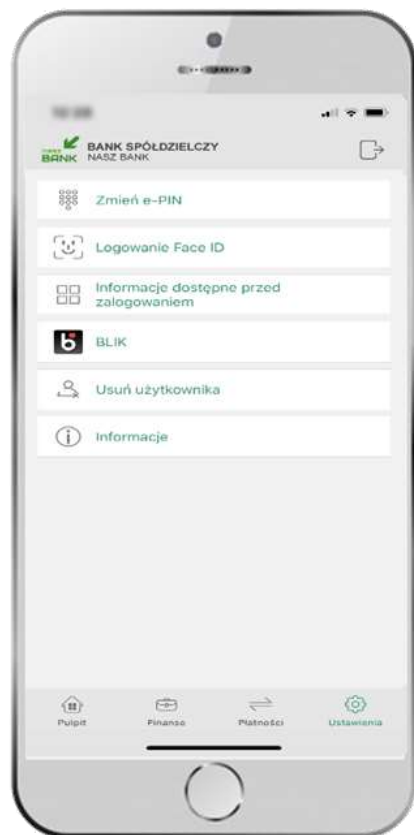 BANK
BANK SPÓŁDZIELCZY
NASZ BANK
Zmień e-PIN
Logowanie Face ID
Informacje dostępne przed
zalogowaniem
BLIK
Usuń użytkownika
Informacje
Pulpit
Finanse
Płatności
Ustawienia